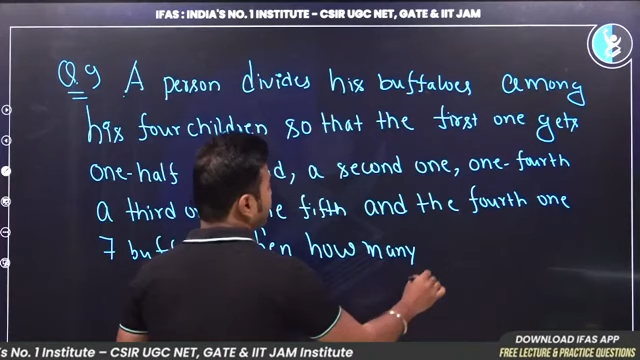 IFAS : INDIA'S NO. 1 INSTITUTE – CSIR UGC NET, GATE & IIT JAM
Q9 A person divides his buffaloes among
his four children so that the first one gets
one-half a second one, one-fourth
a third fifth and the fourth one
7 how many
's No. 1 Institute – CSIR UGC NET, GATE & IIT JAM Institute
DOWNLOAD IFAS APP
FREE LECTURE & PRACTICE QUESTIONS